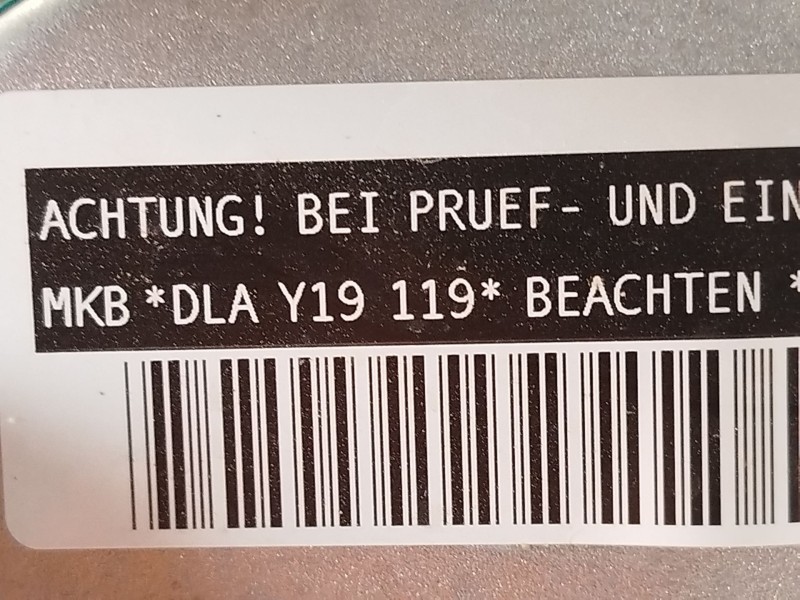 ACHTUNG! BEI PRUEF- UND EIN
MKB *DLA Y19 119* BEACHTEN *